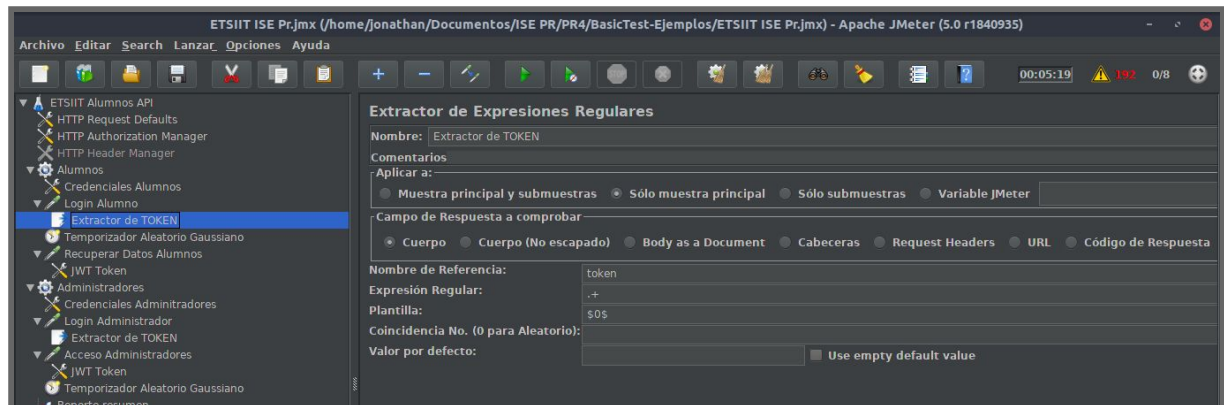 ETSIIT ISE Pr.jmx (/home/jonathan/Documentos/ISE PR/PR4/BasicTest-Ejemplos/ETSIIT ISE Pr.jmx) - Apache JMeter (5.0 r1840935)
Archivo Editar Search Lanzar Opciones Ayuda
00:05:19 192 0/8
ETSIIT Alumnos API
HTTP Request Defaults
HTTP Authorization Manager
HTTP Header Manager
Alumnos
Credenciales Alumnos
Login Alumno
Extractor de TOKEN
Temporizador Aleatorio Gaussiano
Recuperar Datos Alumnos
JWT Token
Administradores
Credenciales Adminitradores
Login Administrador
Extractor de TOKEN
Acceso Administradores
JWT Token
Temporizador Aleatorio Gaussiano
Reporte resumen
Extractor de Expresiones Regulares
Nombre: Extractor de TOKEN
Comentarios
Aplicar a:
Muestra principal y submuestras Sólo muestra principal Sólo submuestras Variable JMeter
Campo de Respuesta a comprobar
Cuerpo Cuerpo (No escapado) Body as a Document Cabeceras Request Headers URL Código de Respuesta
Nombre de Referencia: token
Expresión Regular: .+
Plantilla: $0$
Coincidencia No. (0 para Aleatorio):
Valor por defecto: Use empty default value